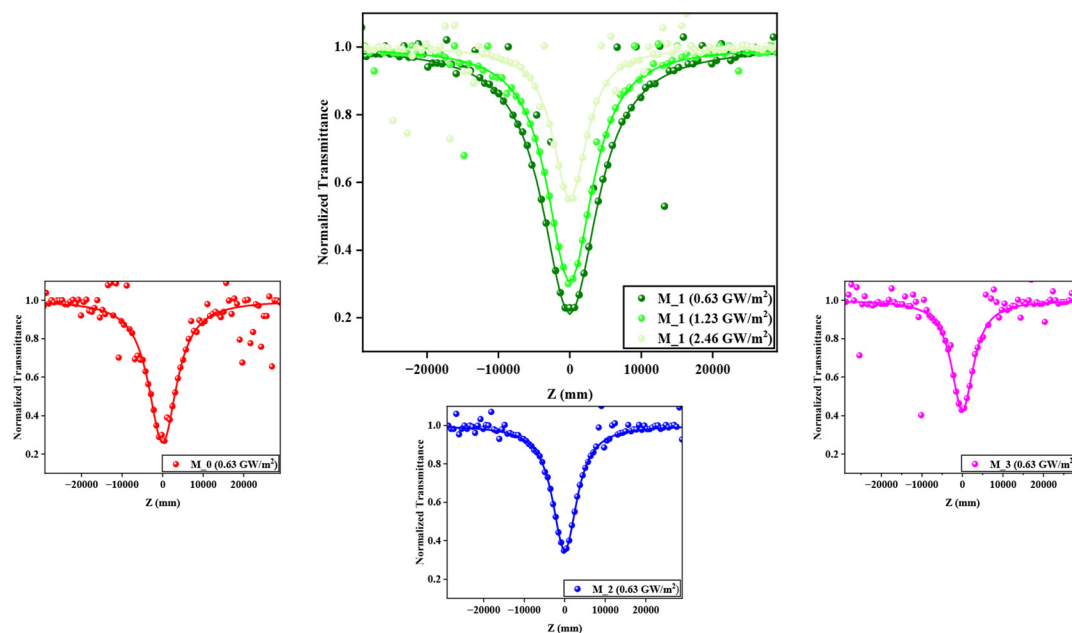 1.0
0.8
0.6
0.4
0.2
Normalized Transmittance
M_1 (0.63 GW/m²)
M_1 (1.23 GW/m²)
M_1 (2.46 GW/m²)
−20000 −10000 0 10000 20000
Z (mm)
1.0
0.8
0.6
0.4
0.2
Normalized Transmittance
M_0 (0.63 GW/m²)
−20000 −10000 0 10000 20000
Z (mm)
1.0
0.8
0.6
0.4
0.2
Normalized Transmittance
M_3 (0.63 GW/m²)
−20000 −10000 0 10000 20000
Z (mm)
1.0
0.8
0.6
0.4
0.2
Normalized Transmittance
M_2 (0.63 GW/m²)
−20000 −10000 0 10000 20000
Z (mm)